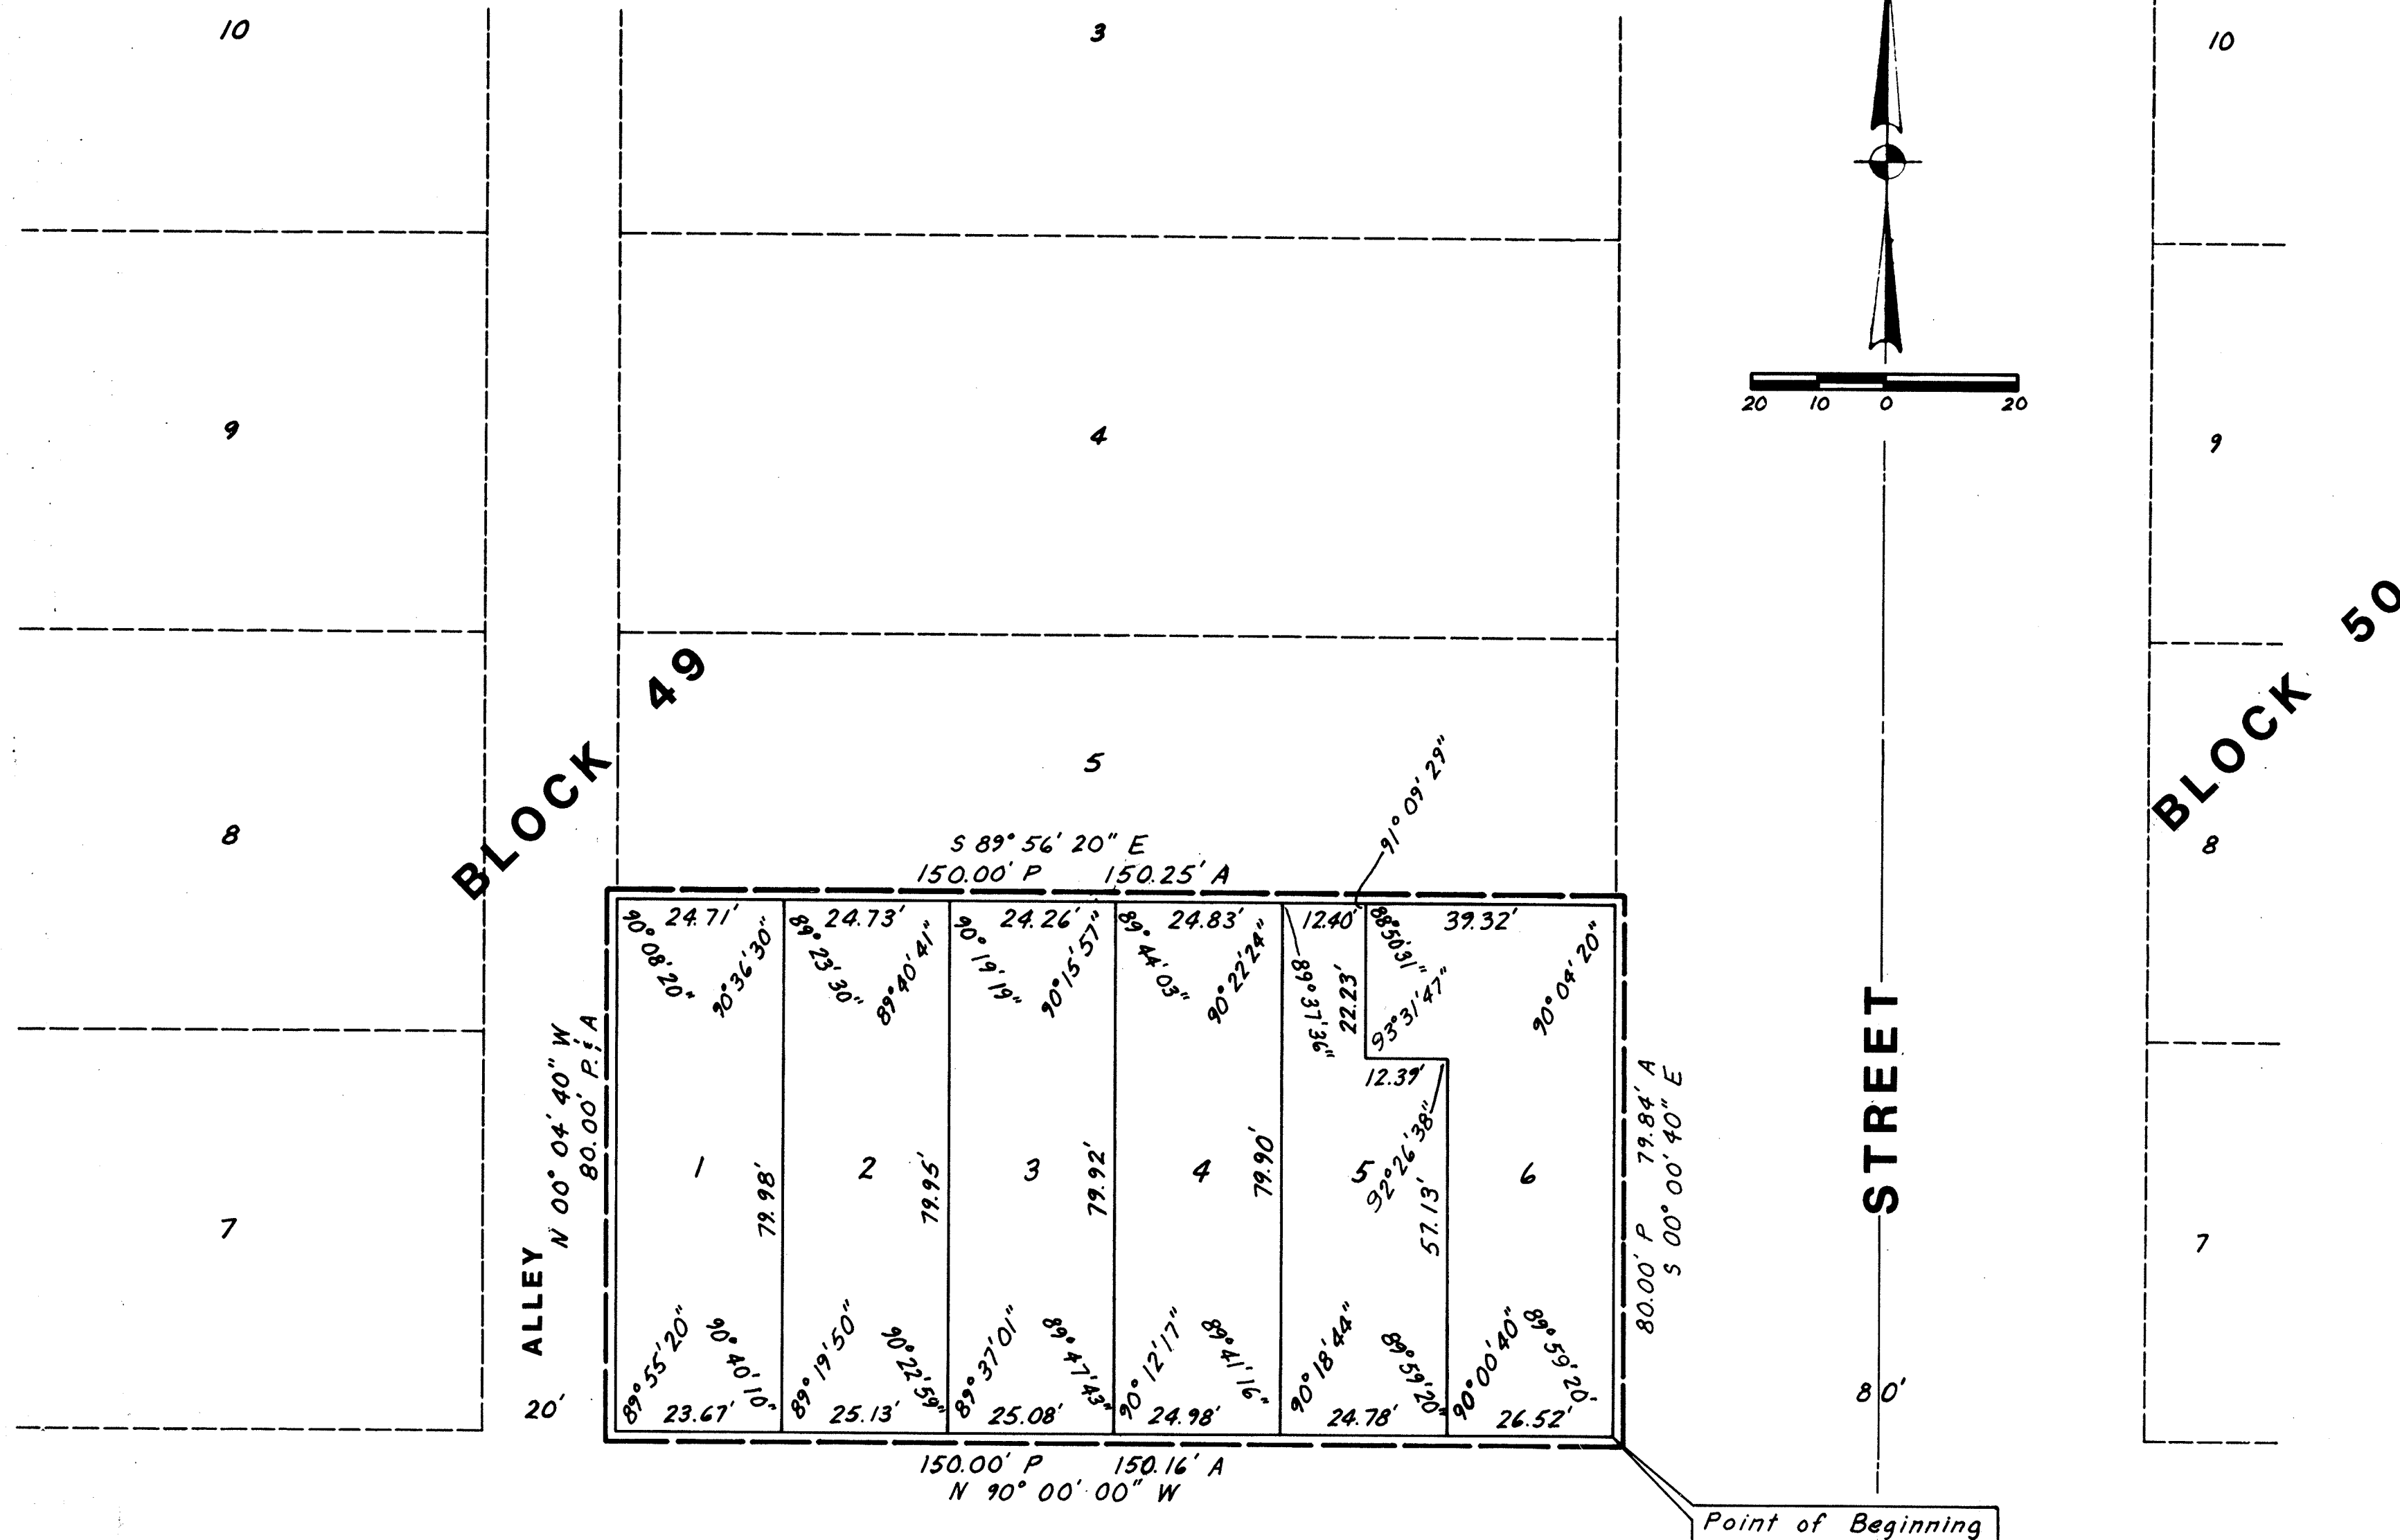 10
3
10
20 10 0 20
9
4
9
BLOCK 49
BLOCK 50
8
5
8
91° 09' 29"
S 89° 56' 20" E
150.00' P 150.25' A
24.71' 24.73' 24.26' 24.83' 12.40' 39.32'
90° 08' 20"
90° 36' 30"
89° 23' 30"
89° 40' 41"
90° 19' 19"
90° 15' 57"
89° 44' 03"
90° 22' 24"
89° 37' 36"
22.23'
88° 50' 31"
93° 31' 47"
90° 04' 20"
12.39'
92° 26' 38"
N 00° 04' 40" W
80.00' P. & A
80.00' P 79.84' A
S 00° 00' 40" E
STREET
7
1 2 3 4 5 6
7
79.98' 79.95' 79.92' 79.90' 57.13'
ALLEY
20'
80'
89° 55' 20"
90° 40' 10"
89° 19' 50"
90° 22' 59"
89° 37' 01"
89° 47' 43"
90° 12' 17"
89° 41' 16"
90° 18' 44"
89° 59' 20"
90° 00' 40"
89° 59' 20"
23.67' 25.13' 25.08' 24.98' 24.78' 26.52'
150.00' P 150.16' A
N 90° 00' 00" W
Point of Beginning